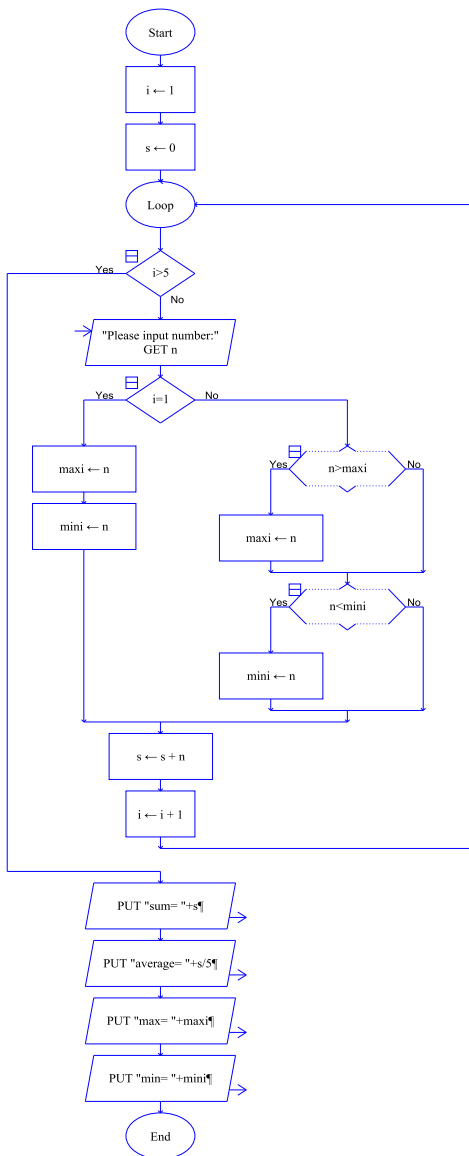 Start
i ← 1
s ← 0
Loop
i>5
Yes
No
"Please input number:"
GET n
i=1
Yes
No
maxi ← n
mini ← n
n>maxi
Yes
No
maxi ← n
n<mini
Yes
No
mini ← n
s ← s + n
i ← i + 1
PUT "sum= "+s¶
PUT "average= "+s/5¶
PUT "max= "+maxi¶
PUT "min= "+mini¶
End